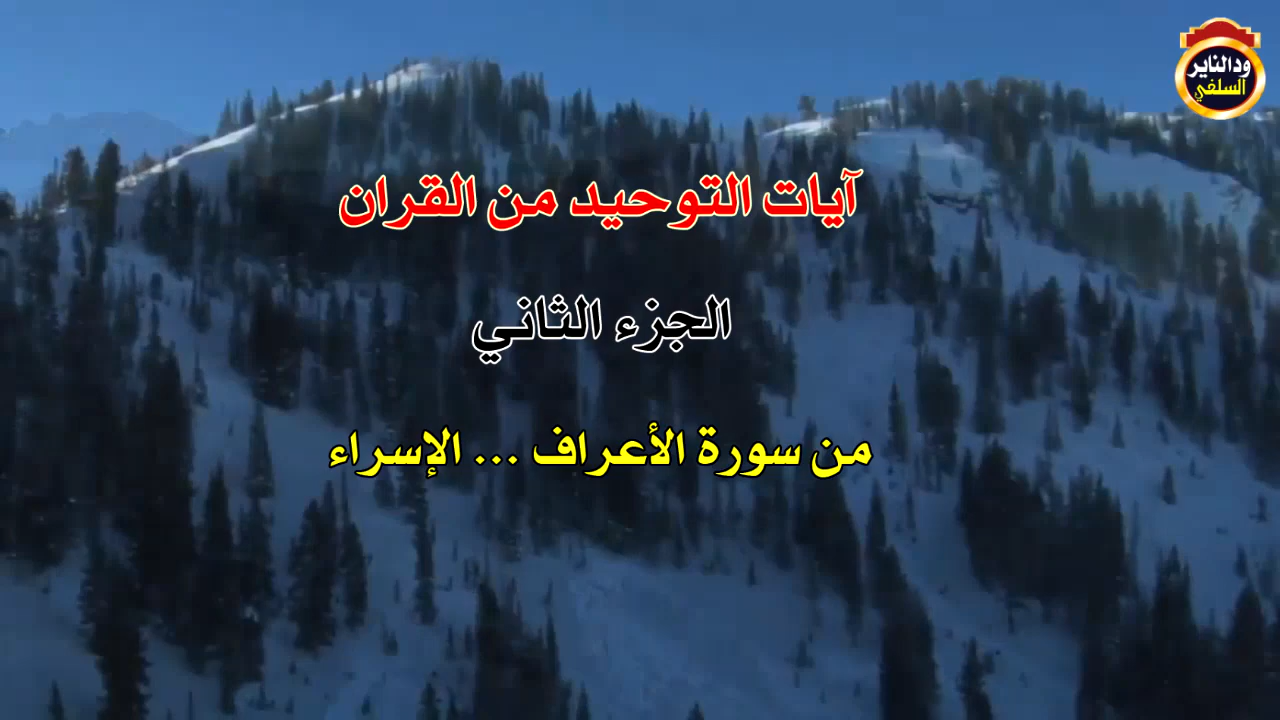 ودالناير
السلفي
آيات التوحيد من القران
الجزء الثاني
من سورة الأعراف ... الإسراء